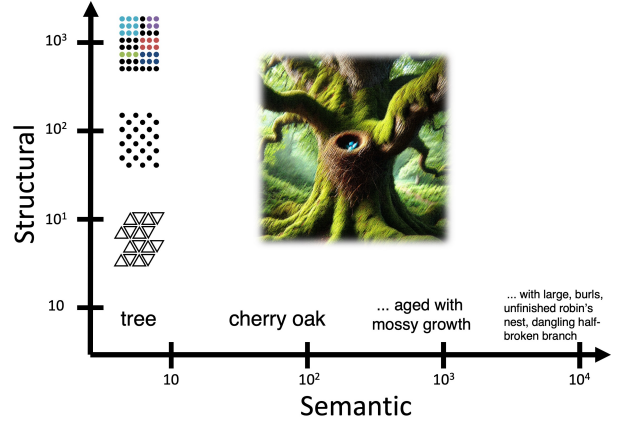 Structural
10³
10²
10¹
10
tree
cherry oak
... aged with
mossy growth
... with large, burls,
unfinished robin's
nest, dangling half-
broken branch
10
10²
10³
10⁴
Semantic